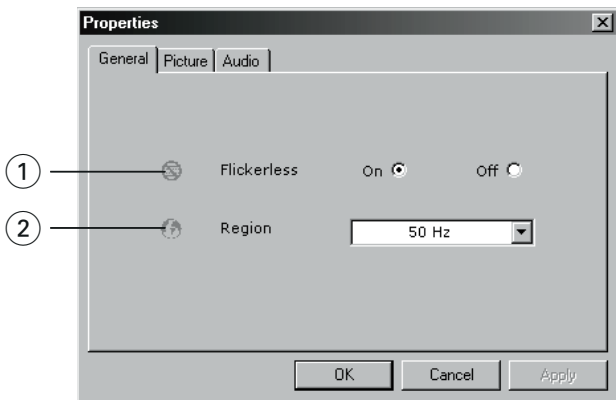 Properties
General Picture Audio
1 Flickerless On Off
2 Region 50 Hz
OK Cancel Apply